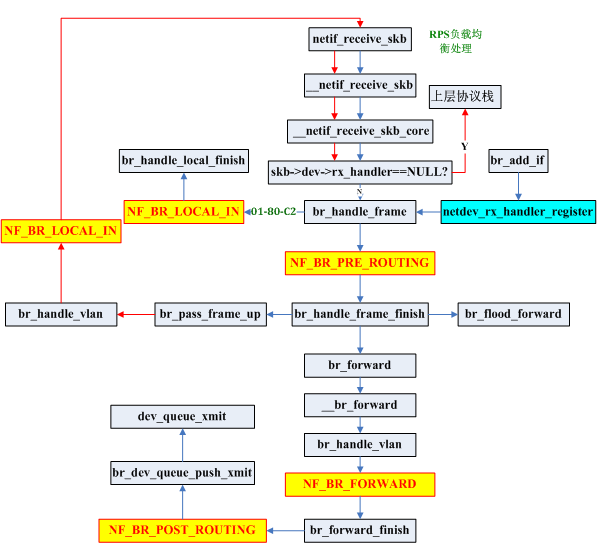 netif_receive_skb
RPS负载均
衡处理
__netif_receive_skb
上层协议栈
__netif_receive_skb_core
Y
br_handle_local_finish
skb->dev->rx_handler==NULL?
br_add_if
N
NF_BR_LOCAL_IN
01-80-C2
br_handle_frame
netdev_rx_handler_register
NF_BR_LOCAL_IN
NF_BR_PRE_ROUTING
br_handle_vlan
br_pass_frame_up
br_handle_frame_finish
br_flood_forward
br_forward
__br_forward
dev_queue_xmit
br_handle_vlan
br_dev_queue_push_xmit
NF_BR_FORWARD
NF_BR_POST_ROUTING
br_forward_finish